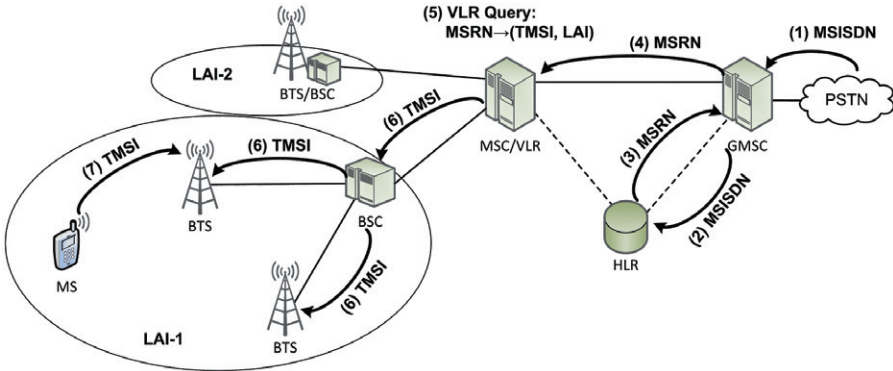 (5) VLR Query:
MSRN→(TMSI, LAI)
(1) MSISDN
(4) MSRN
LAI-2
BTS/BSC
PSTN
(6) TMSI
MSC/VLR
GMSC
(3) MSRN
(7) TMSI
(6) TMSI
(2) MSISDN
BTS
BSC
HLR
MS
(6) TMSI
LAI-1
BTS